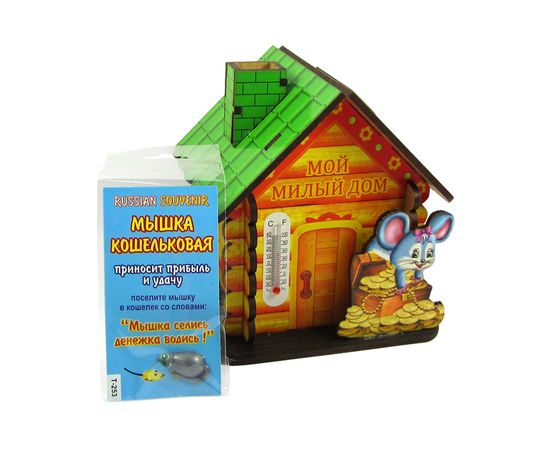 RUSSIAN SOUVENIR
МЫШКА
КОШЕЛЬКОВАЯ
приносит прибыль
и удачу
поселите мышку
в кошелек со словами:
“Мышка селись
денежка водись !”
Т-253
МОЙ
МИЛЫЙ ДОМ
C F